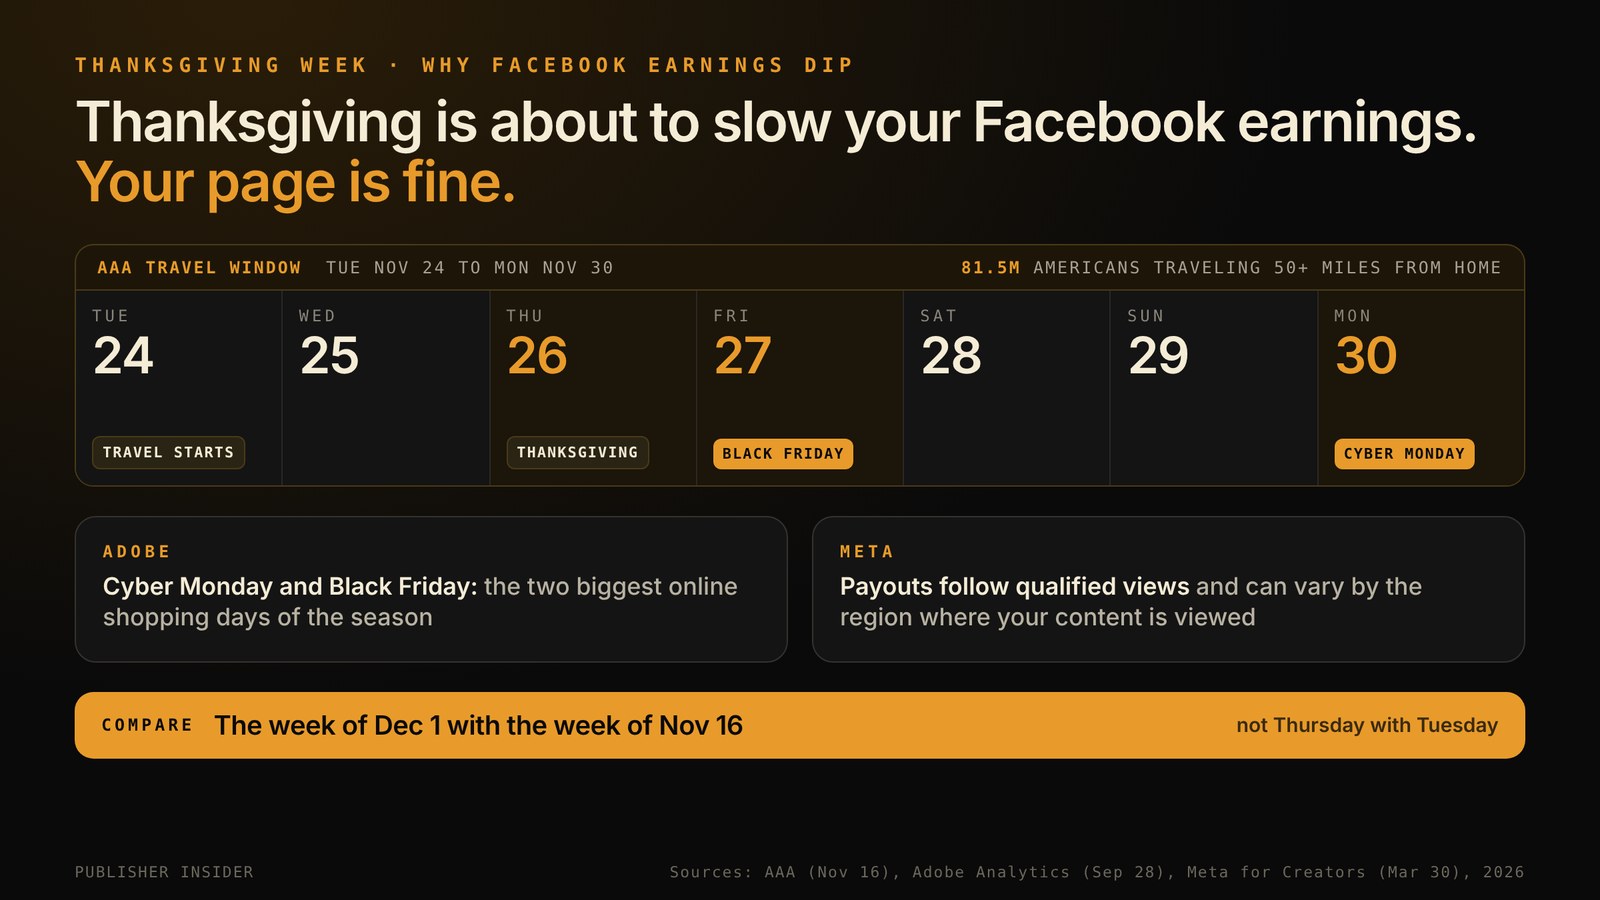 THANKSGIVING WEEK · WHY FACEBOOK EARNINGS DIP
Thanksgiving is about to slow your Facebook earnings.
Your page is fine.
AAA TRAVEL WINDOW TUE NOV 24 TO MON NOV 30
81.5M AMERICANS TRAVELING 50+ MILES FROM HOME
TUE
24
TRAVEL STARTS
WED
25
THU
26
THANKSGIVING
FRI
27
BLACK FRIDAY
SAT
28
SUN
29
MON
30
CYBER MONDAY
ADOBE
Cyber Monday and Black Friday: the two biggest online
shopping days of the season
META
Payouts follow qualified views and can vary by the
region where your content is viewed
COMPARE The week of Dec 1 with the week of Nov 16
not Thursday with Tuesday
PUBLISHER INSIDER
Sources: AAA (Nov 16), Adobe Analytics (Sep 28), Meta for Creators (Mar 30), 2026